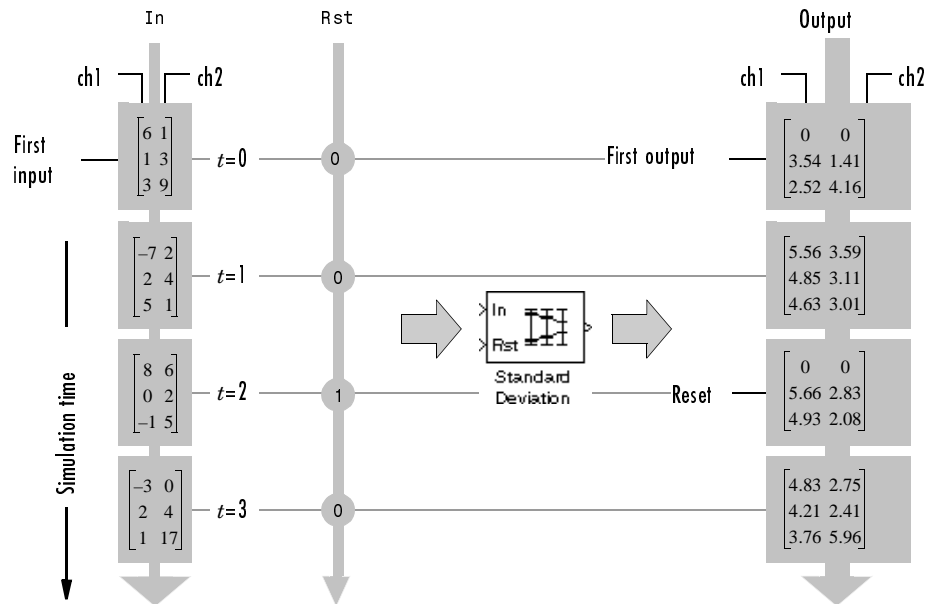 In Rst Output
ch1 ch2 ch1 ch2
First input
6 1
1 3
3 9
t=0
0
First output
0 0
3.54 1.41
2.52 4.16
–7 2
2 4
5 1
t=1
0
5.56 3.59
4.85 3.11
4.63 3.01
In
Rst
Standard
Deviation
Simulation time
8 6
0 2
–1 5
t=2
1
Reset
0 0
5.66 2.83
4.93 2.08
–3 0
2 4
1 17
t=3
0
4.83 2.75
4.21 2.41
3.76 5.96